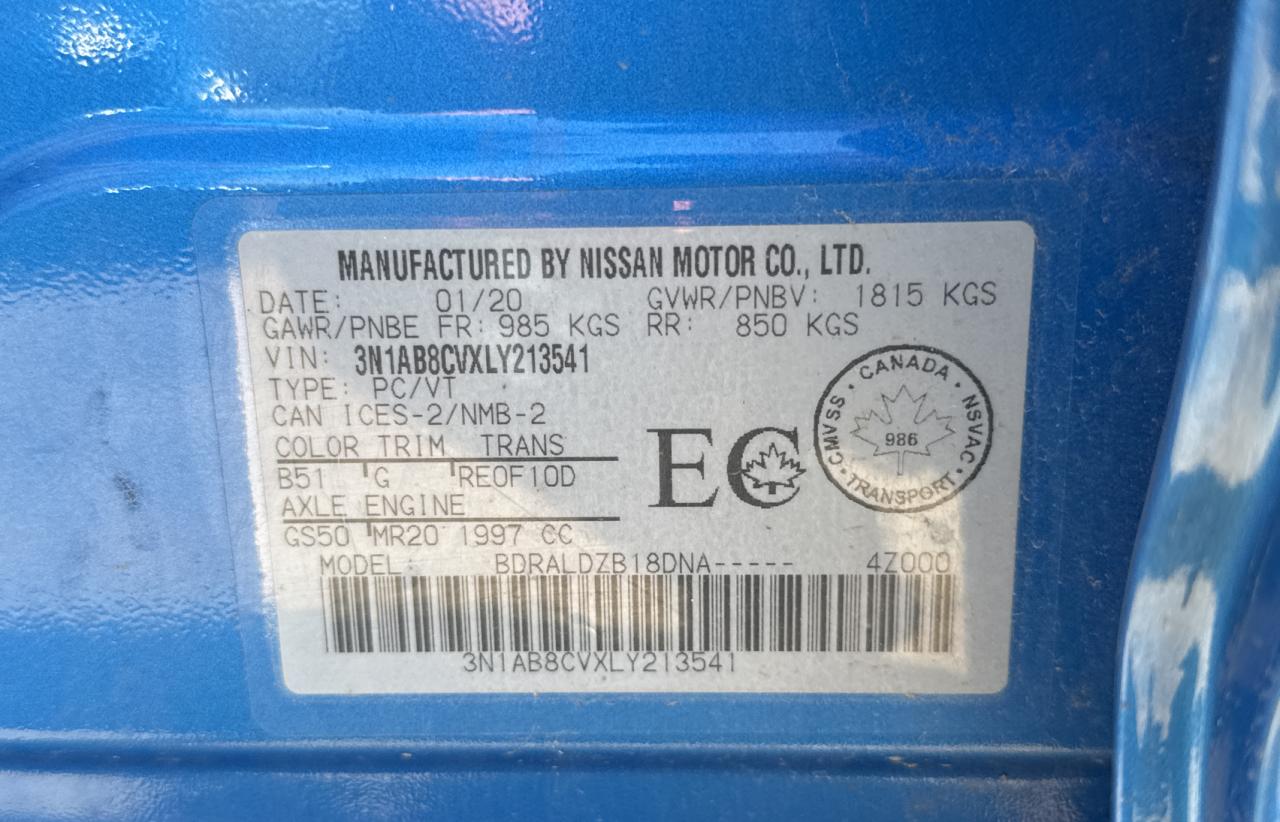 MANUFACTURED BY NISSAN MOTOR CO., LTD.
DATE: 01/20 GVWR/PNBV: 1815 KGS
GAWR/PNBE FR: 985 KGS RR: 850 KGS
VIN: 3N1AB8CVXLY213541
TYPE: PC/VT
CAN ICES-2/NMB-2
COLOR TRIM TRANS
B51 G RE0F10D
AXLE ENGINE
GS50 MR20 1997 CC
EC
CANADA · NSVAC · TRANSPORT · CMVSS ·
986
MODEL BDRALDZB18DNA----- 4Z000
3N1AB8CVXLY213541